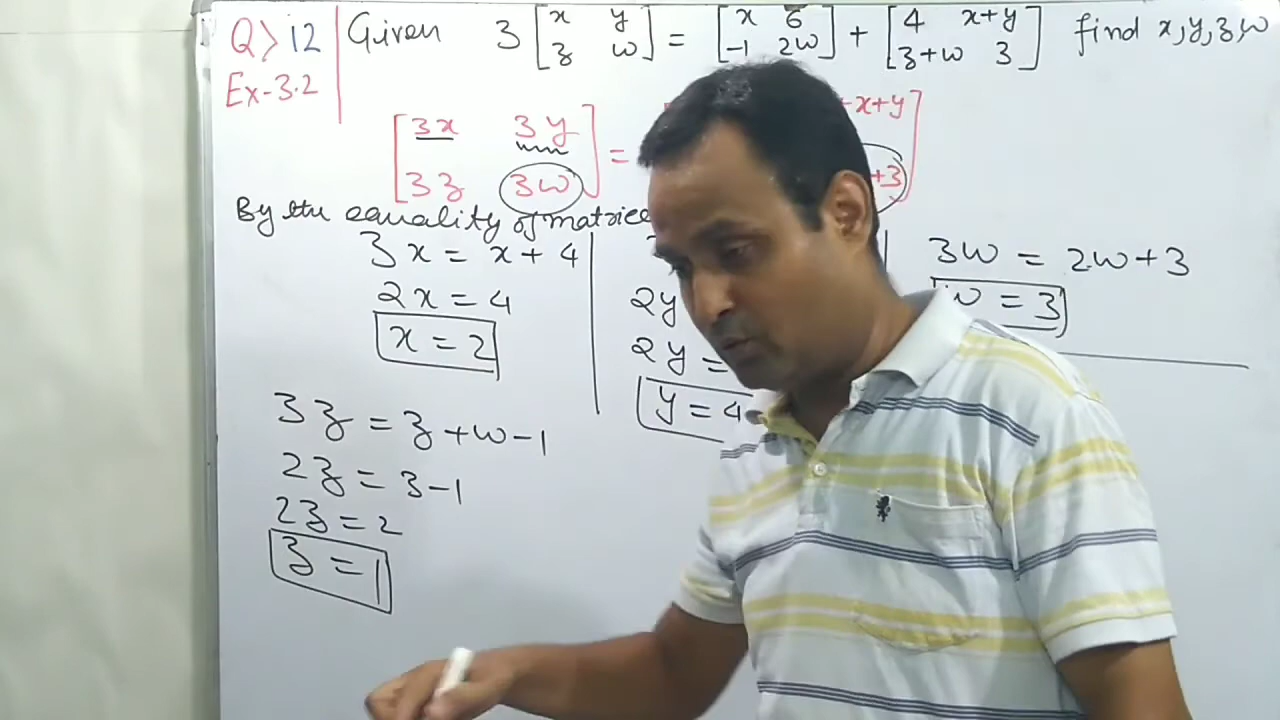 Q> 12 Given 3 [x y] = [x 6] + [4 x+y] find x,y,z,w
[z w] [-1 2w] [z+w 3]
Ex-3.2
[3x 3y] = x+y]
[3z 3w] +3]
By the equality of matrice
3x = x+4
2x = 4
x = 2
2y
2y =
y = 4
3w = 2w+3
w = 3
3z = z+w-1
2z = 3-1
2z = 2
z = 1